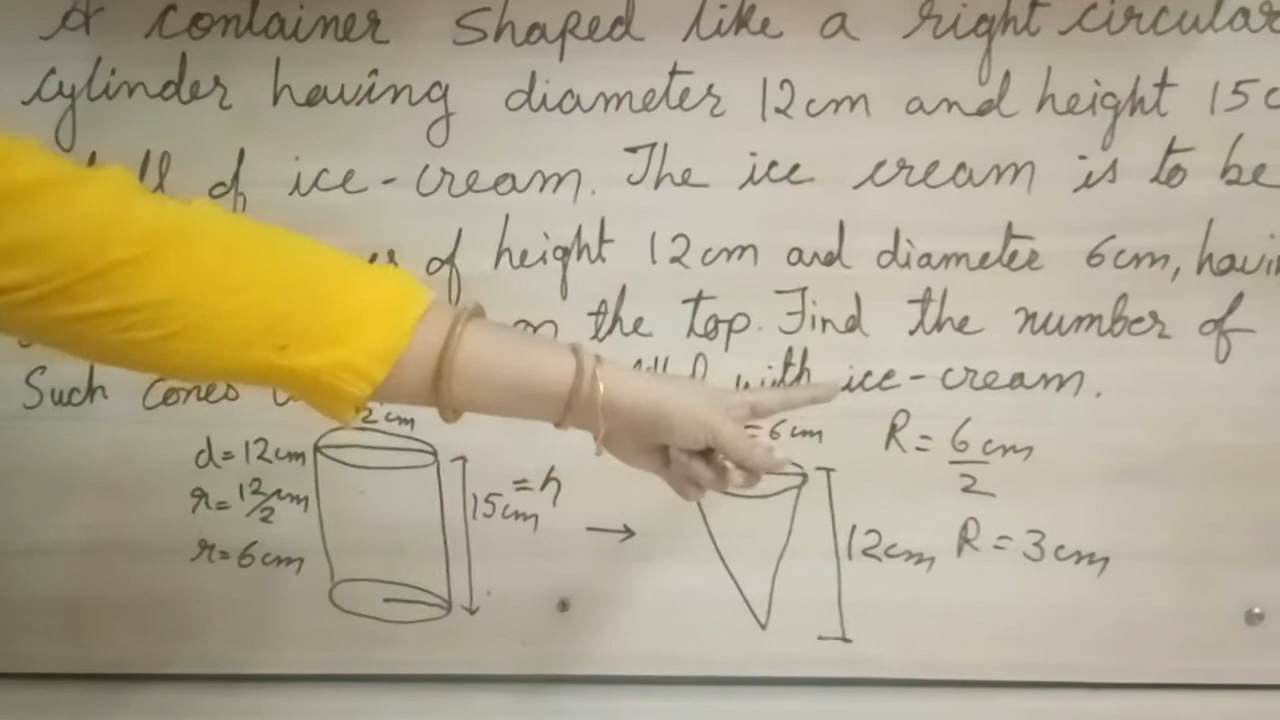 A container shaped like a right circular
cylinder having diameter 12cm and height 15c
of ice-cream. The ice cream is to be
of height 12cm and diameter 6cm, havin
on the top. Find the number of
Such cones with ice-cream.
2cm
d=12cm
r=12/2cm
r=6cm
15cm =h
→
=6cm
12cm
R=6cm/2
R=3cm